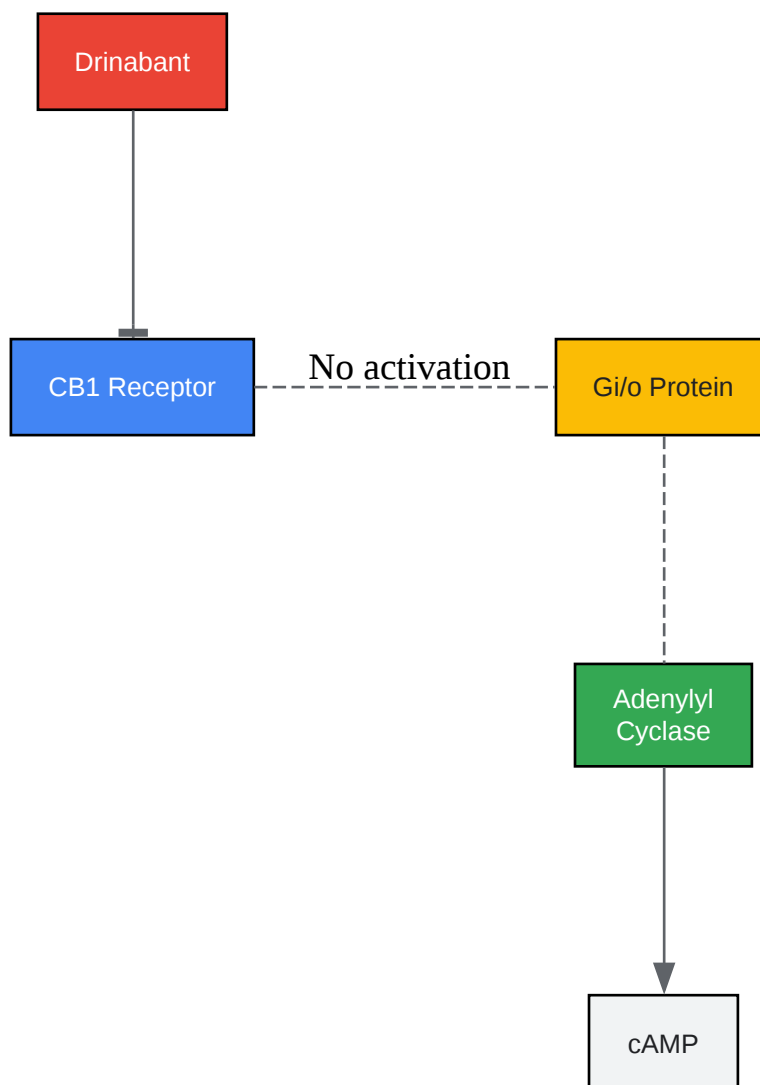 Drinabant
CB1 Receptor
No activation
Gi/o Protein
Adenylyl
Cyclase
cAMP